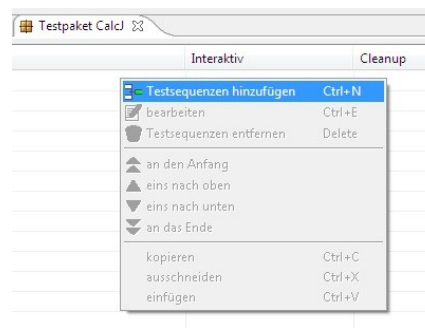 Testpaket CalcJ
Interaktiv Cleanup
Testsequenzen hinzufügen Ctrl+N
bearbeiten Ctrl+E
Testsequenzen entfernen Delete
an den Anfang
eins nach oben
eins nach unten
an das Ende
kopieren Ctrl+C
ausschneiden Ctrl+X
einfügen Ctrl+V